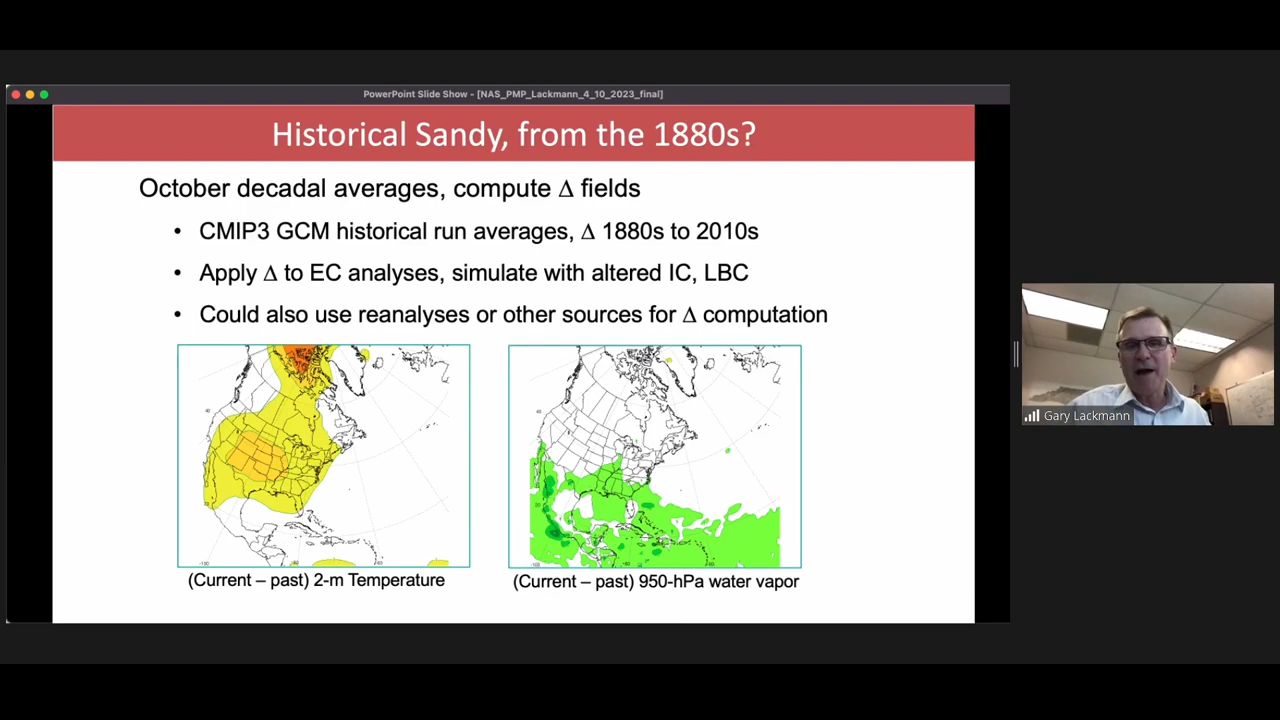 PowerPoint Slide Show - [NAS_PMP_Lackmann_4_10_2023_final]
Historical Sandy, from the 1880s?
October decadal averages, compute Δ fields
• CMIP3 GCM historical run averages, Δ 1880s to 2010s
• Apply Δ to EC analyses, simulate with altered IC, LBC
• Could also use reanalyses or other sources for Δ computation
(Current – past) 2-m Temperature
(Current – past) 950-hPa water vapor
Gary Lackmann